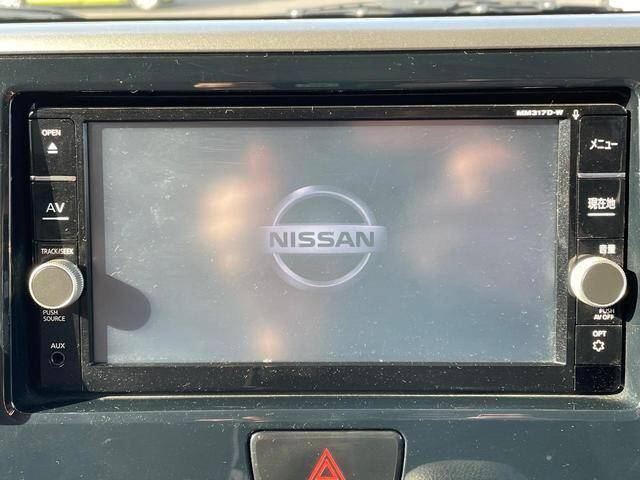 MM317D-W
OPEN
AV
TRACK/SEEK
PUSH
SOURCE
AUX
NISSAN
メニュー
現在地
音量
PUSH
AV OFF
OPT